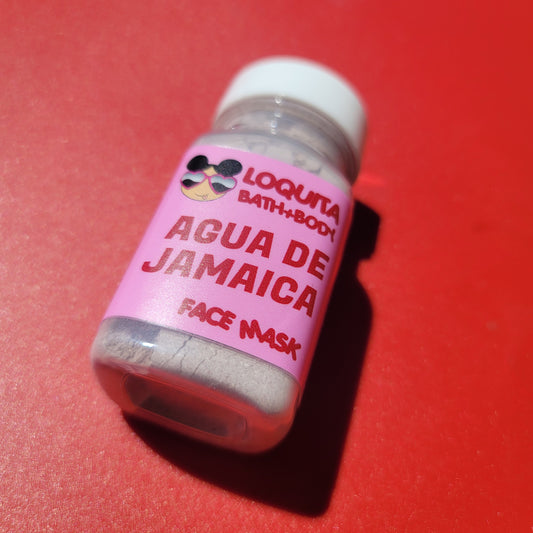 LOQUITA
BATH+BODY
AGUA DE
JAMAICA
FACE MASK